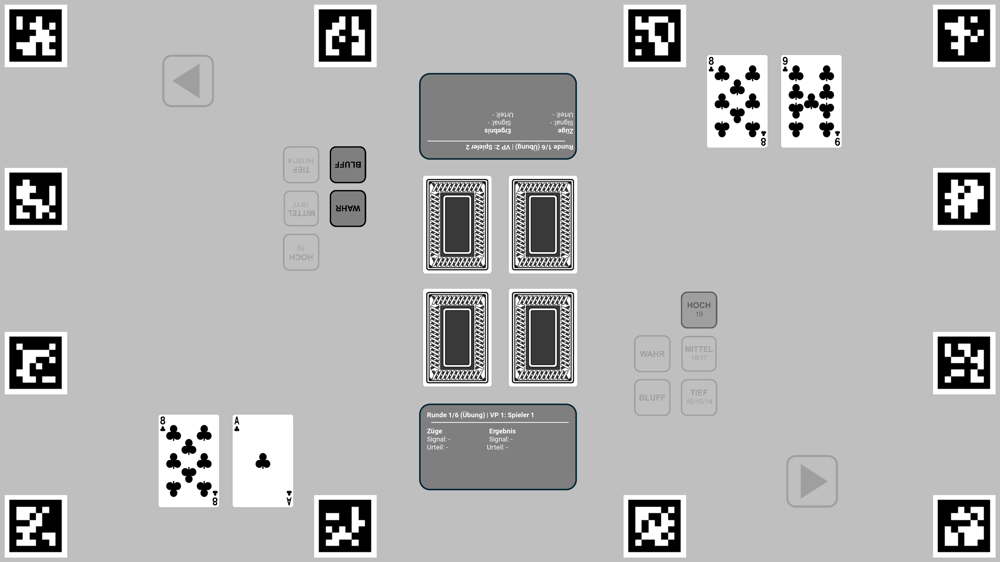 8
8
9
9
Urteil: -
Urteil: -
Signal: -
Signal: -
Ergebnis
Züge
Runde 1/6 (Übung) | VP 2: Spieler 2
16/15/14
TIEF
BLUFF
18/17
MITTEL
WAHR
19
HOCH
HOCH
19
WAHR
MITTEL
18/17
BLUFF
TIEF
16/15/14
Runde 1/6 (Übung) | VP 1: Spieler 1
Züge
Ergebnis
Signal: -
Signal: -
Urteil: -
Urteil: -
8
8
A
A